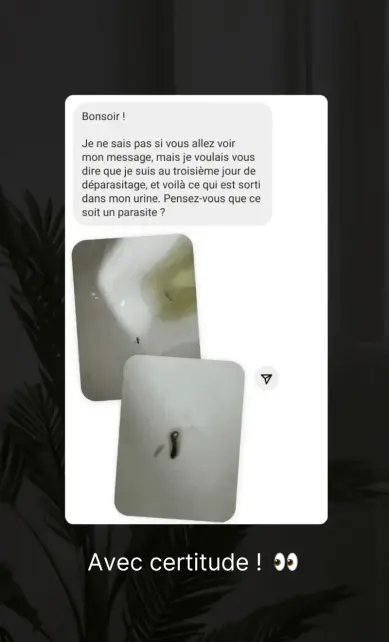 Bonsoir !
Je ne sais pas si vous allez voir
mon message, mais je voulais vous
dire que je suis au troisième jour de
déparasitage, et voilà ce qui est sorti
dans mon urine. Pensez-vous que ce
soit un parasite ?
Avec certitude ! 👀